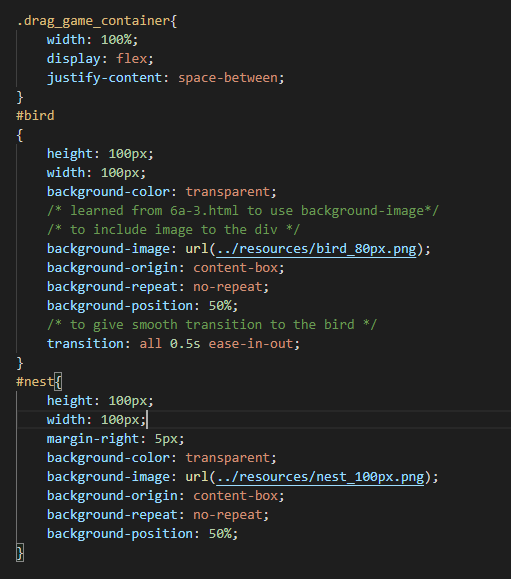 .drag_game_container{
    width: 100%;
    display: flex;
    justify-content: space-between;
}
#bird
{
    height: 100px;
    width: 100px;
    background-color: transparent;
    /* learned from 6a-3.html to use background-image*/
    /* to include image to the div */
    background-image: url(../resources/bird_80px.png);
    background-origin: content-box;
    background-repeat: no-repeat;
    background-position: 50%;
    /* to give smooth transition to the bird */
    transition: all 0.5s ease-in-out;
}
#nest{
    height: 100px;
    width: 100px;
    margin-right: 5px;
    background-color: transparent;
    background-image: url(../resources/nest_100px.png);
    background-origin: content-box;
    background-repeat: no-repeat;
    background-position: 50%;
}